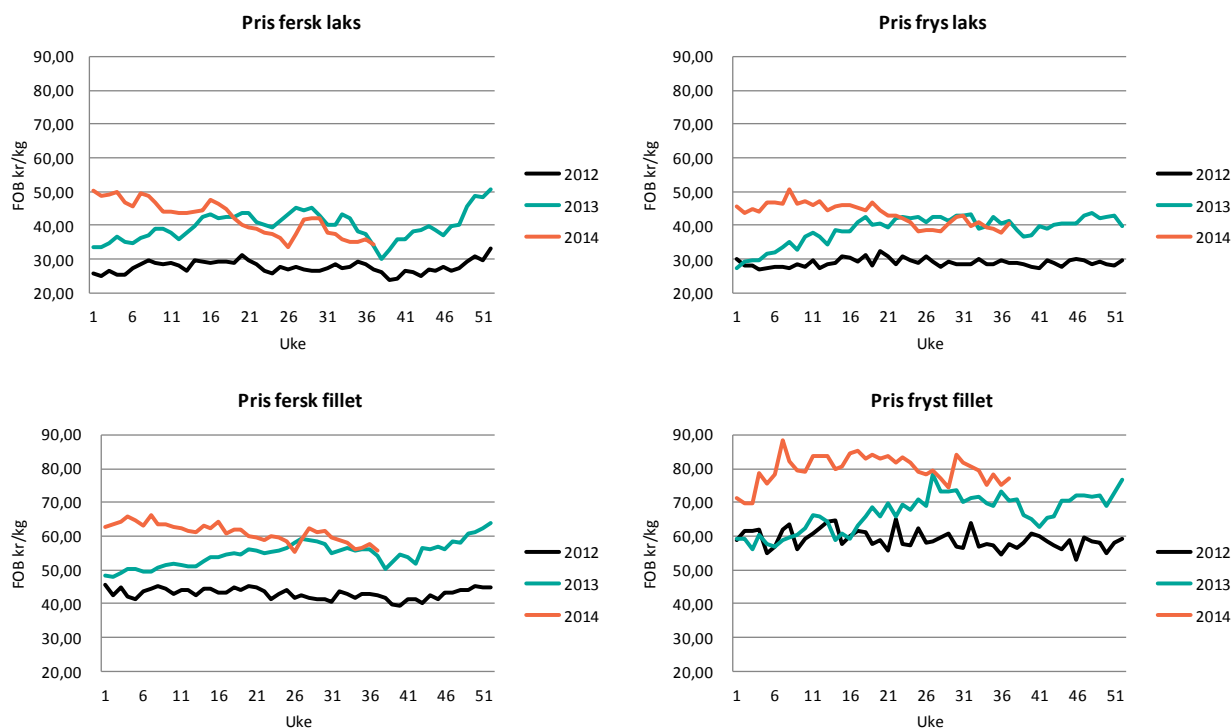 Pris fersk laks
90,00
80,00
70,00
60,00
50,00
40,00
30,00
20,00
FOB kr/kg
1 6 11 16 21 26 31 36 41 46 51
Uke
2012
2013
2014
Pris frys laks
90,00
80,00
70,00
60,00
50,00
40,00
30,00
20,00
FOB kr/kg
1 6 11 16 21 26 31 36 41 46 51
Uke
2012
2013
2014
Pris fersk fillet
90,00
80,00
70,00
60,00
50,00
40,00
30,00
20,00
FOB kr/kg
1 6 11 16 21 26 31 36 41 46 51
Uke
2012
2013
2014
Pris fryst fillet
90,00
80,00
70,00
60,00
50,00
40,00
30,00
20,00
FOB kr/kg
1 6 11 16 21 26 31 36 41 46 51
Uke
2012
2013
2014